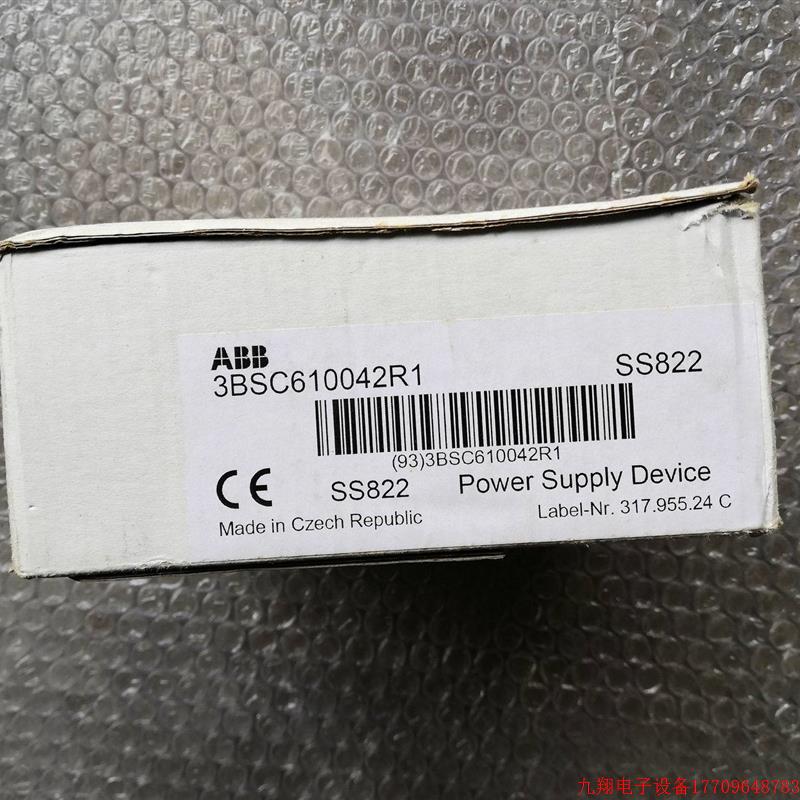 ABB
3BSC610042R1 SS822
(93)3BSC610042R1
CE SS822 Power Supply Device
Made in Czech Republic Label-Nr. 317.955.24 C
九翔电子设备17709648783